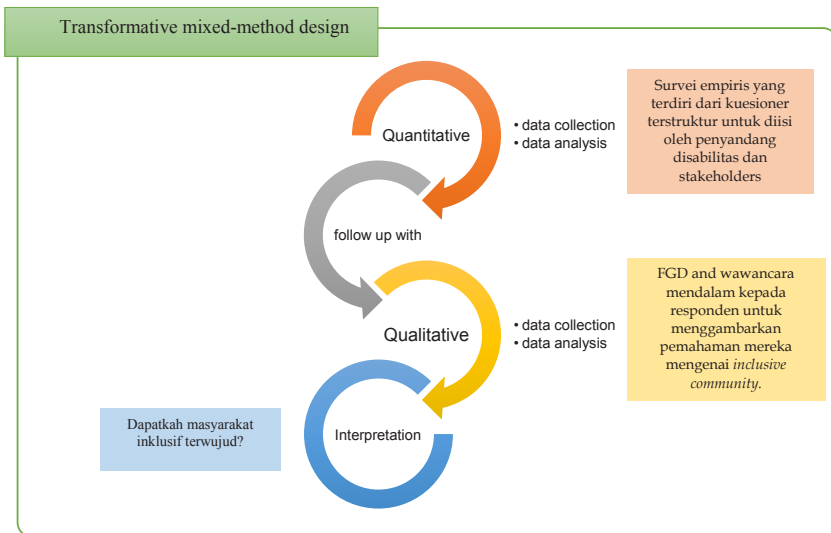 Transformative mixed-method design
Quantitative
• data collection
• data analysis
Survei empiris yang
terdiri dari kuesioner
terstruktur untuk diisi
oleh penyandang
disabilitas dan
stakeholders
follow up with
Qualitative
• data collection
• data analysis
FGD and wawancara
mendalam kepada
responden untuk
menggambarkan
pemahaman mereka
mengenai inclusive
community.
Dapatkah masyarakat
inklusif terwujud?
Interpretation